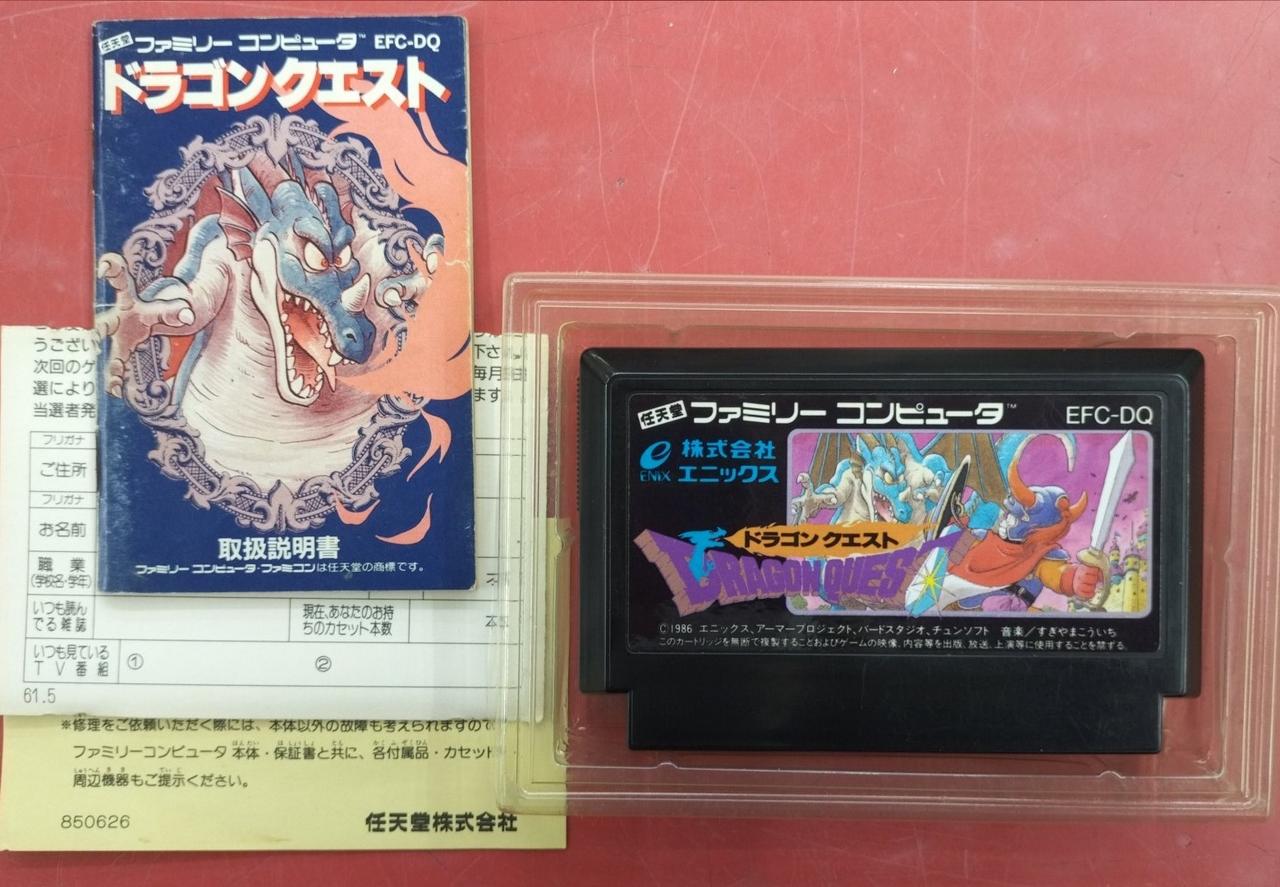 任天堂 ファミリー コンピュータ™ EFC-DQ
ドラゴンクエスト
取扱説明書
ファミリー コンピュータ・ファミコンは任天堂の商標です。
うござい
次回のゲ
選により
当選者発
下さ
毎月
ます
フリガナ
ご住所
フリガナ
お名前
職業
(学校名・学年)
いつも読ん
でる雑誌
現在、あなたのお持
ちのカセット本数
本
いつも見ている
TV番組
①
②
61.5
※修理をご依頼いただく際には、本体以外の故障も考えられますので
ファミリーコンピュータ本体・保証書と共に、各付属品・カセット
周辺機器もご提示ください。
850626
任天堂株式会社
任天堂 ファミリー コンピュータ™ EFC-DQ
ENIX 株式会社
エニックス
ドラゴン クエスト
DRAGON QUEST
©1986 エニックス、アーマープロジェクト、バードスタジオ、チュンソフト 音楽/すぎやまこういち
このカートリッジを無断で複製することおよびゲームの映像、内容等を出版、放送、上演等に使用することを禁ずる。